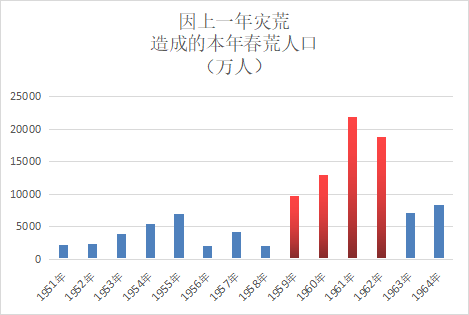 因上一年灾荒
造成的本年春荒人口
（万人）
25000
20000
15000
10000
5000
0
1951年
1952年
1953年
1954年
1955年
1956年
1957年
1958年
1959年
1960年
1961年
1962年
1963年
1964年